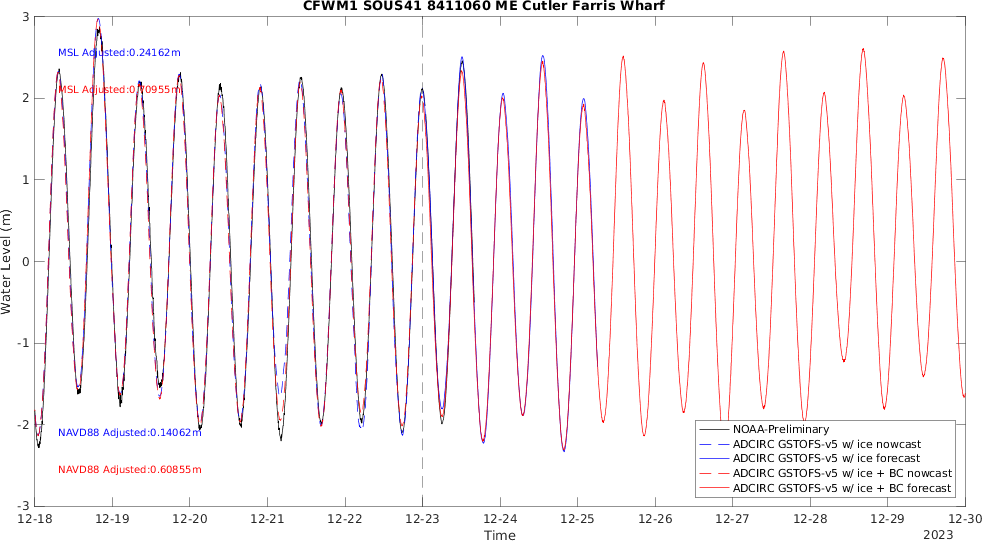 CFWM1 SOUS41 8411060 ME Cutler Farris Wharf
3
MSL Adjusted:0.24162m
MSL Adjusted:0.70955m
2
1
0
-1
-2
-3
Water Level (m)
NAVD88 Adjusted:0.14062m
NAVD88 Adjusted:0.60855m
NOAA-Preliminary
ADCIRC GSTOFS-v5 w/ ice nowcast
ADCIRC GSTOFS-v5 w/ ice forecast
ADCIRC GSTOFS-v5 w/ ice + BC nowcast
ADCIRC GSTOFS-v5 w/ ice + BC forecast
12-18 12-19 12-20 12-21 12-22 12-23 12-24 12-25 12-26 12-27 12-28 12-29 12-30
Time
2023